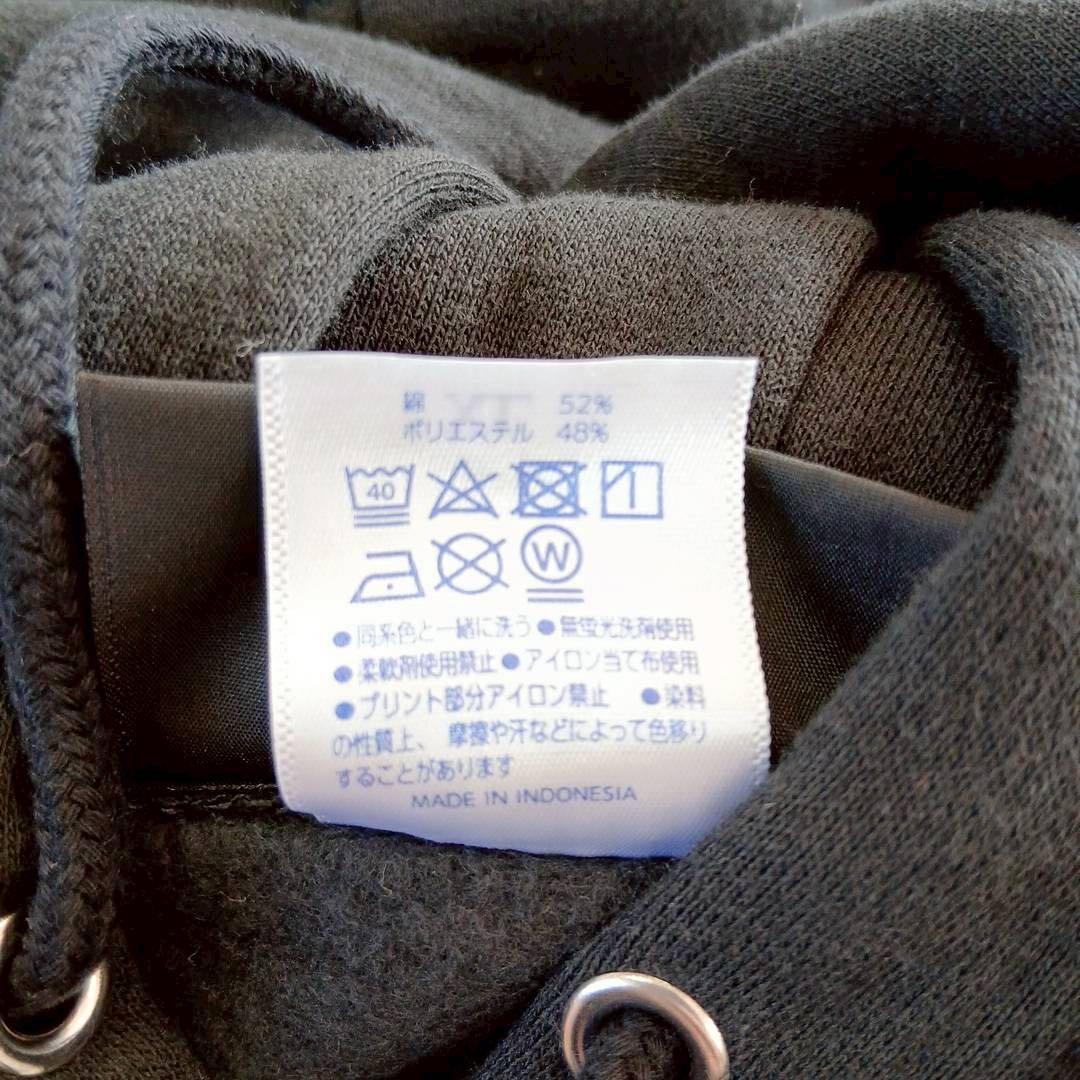 綿 52%
ポリエステル 48%
40
W
●同系色と一緒に洗う●無蛍光洗剤使用
●柔軟剤使用禁止●アイロン当て布使用
●プリント部分アイロン禁止 ●染料
の性質上、摩擦や汗などによって色移り
することがあります
MADE IN INDONESIA